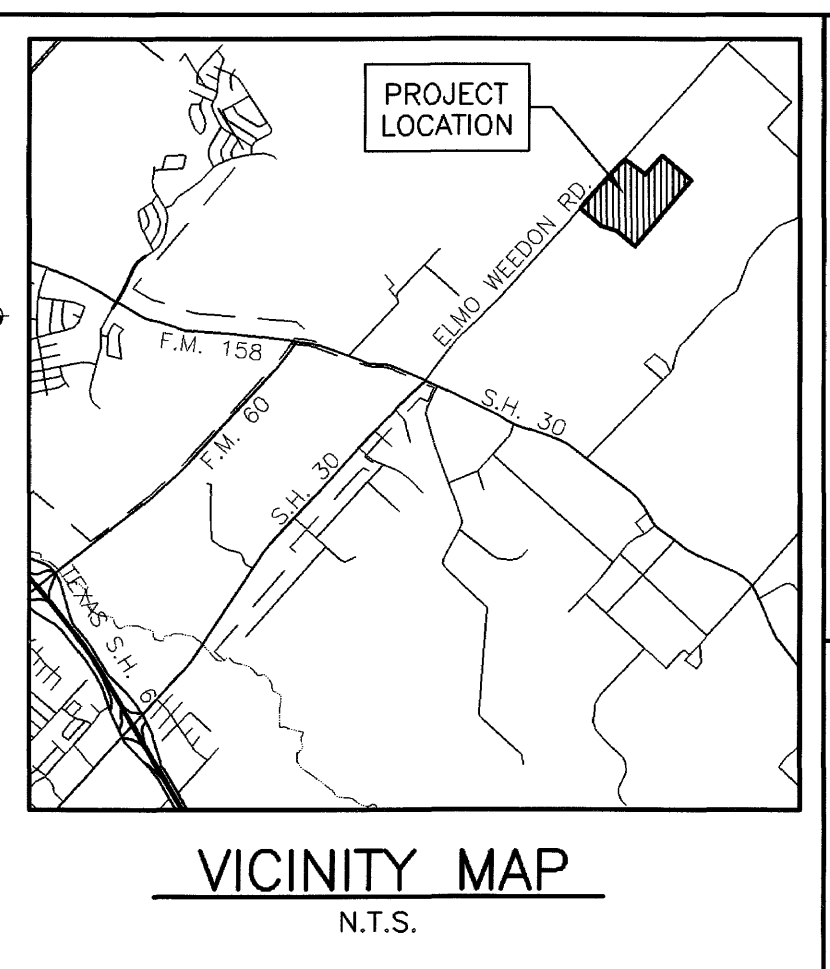 PROJECT
LOCATION
ELMO WEEDON RD.
F.M. 158
F.M. 60
S.H. 30
S.H. 30
TEXAS S.H. 6
VICINITY MAP
N.T.S.